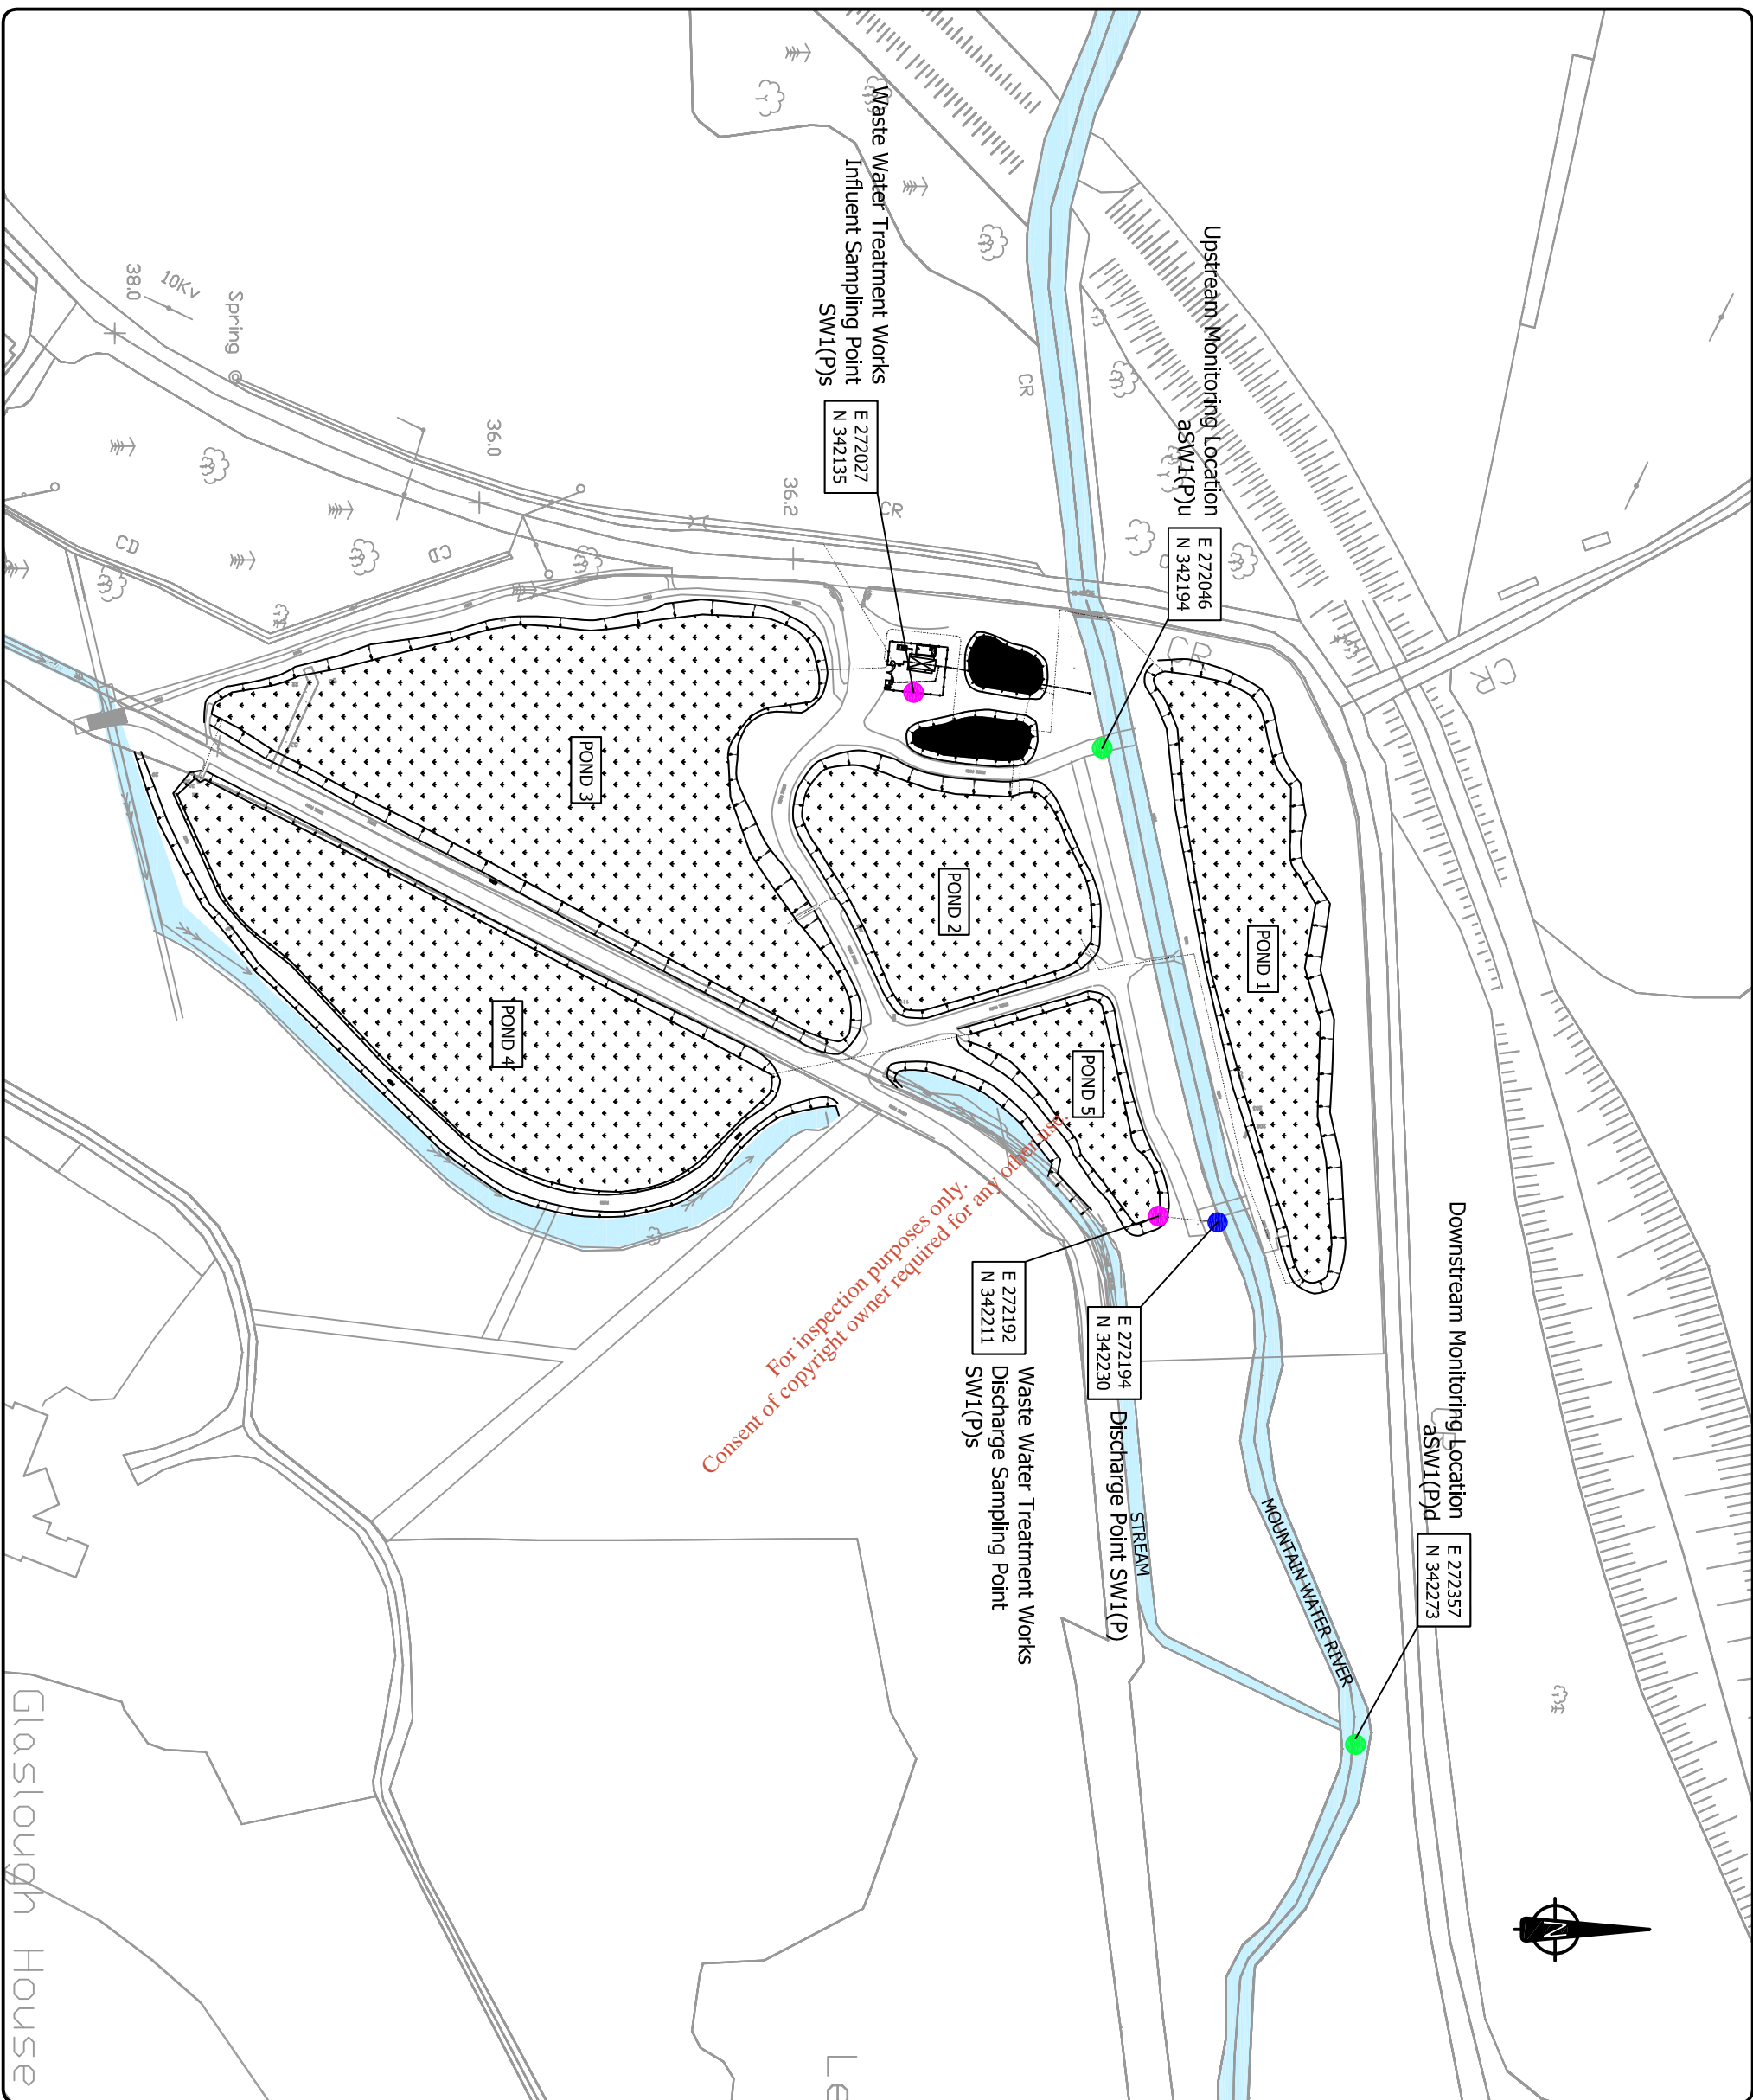 Upstream Monitoring Location
aSW1(P)u
E 272046
N 342194
Waste Water Treatment Works
Influent Sampling Point
SW1(P)s
E 272027
N 342135
Downstream Monitoring Location
aSW1(P)d
E 272357
N 342273
E 272194
N 342230
Discharge Point SW1(P)
E 272192
N 342211
Waste Water Treatment Works
Discharge Sampling Point
SW1(P)s
POND 1
POND 2
POND 3
POND 4
POND 5
MOUNTAIN WATER RIVER
STREAM
CR
CR
CR
CR
CR
CD
CD
Spring
10Kv
38.0
36.0
36.2
N
Glaslough House
Le
For inspection purposes only.
Consent of copyright owner required for any other use.